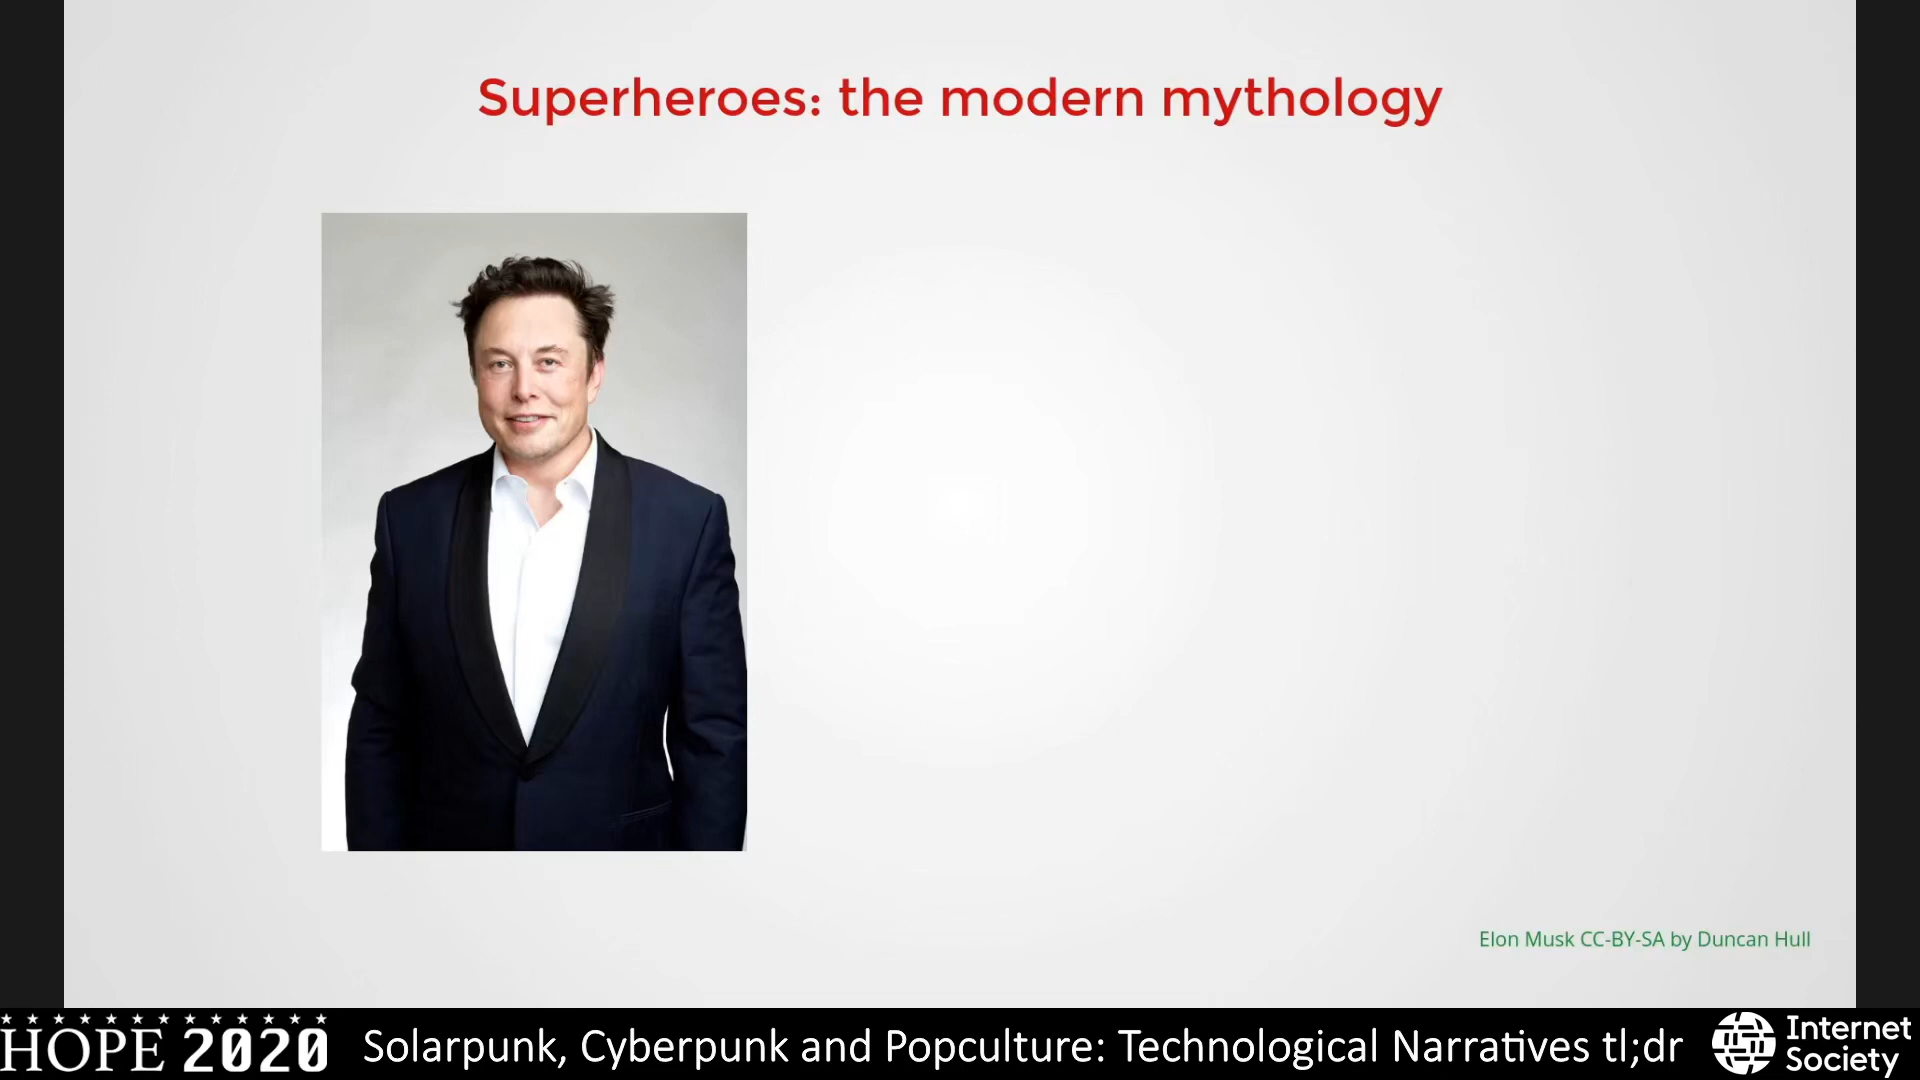 Superheroes: the modern mythology
Elon Musk CC-BY-SA by Duncan Hull
HOPE 2020
Solarpunk, Cyberpunk and Popculture: Technological Narratives tl;dr
Internet
Society